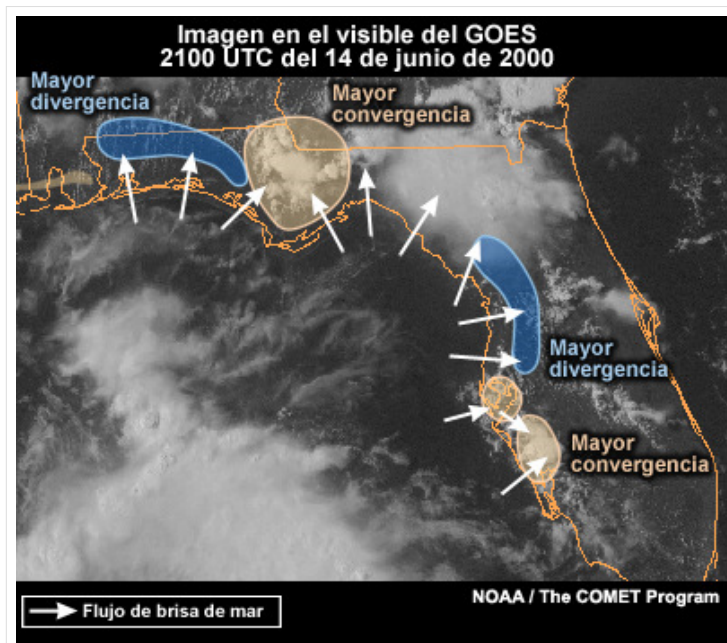 Imagen en el visible del GOES
2100 UTC del 14 de junio de 2000
Mayor
divergencia
Mayor
convergencia
Mayor
divergencia
Mayor
convergencia
NOAA / The COMET Program
Flujo de brisa de mar